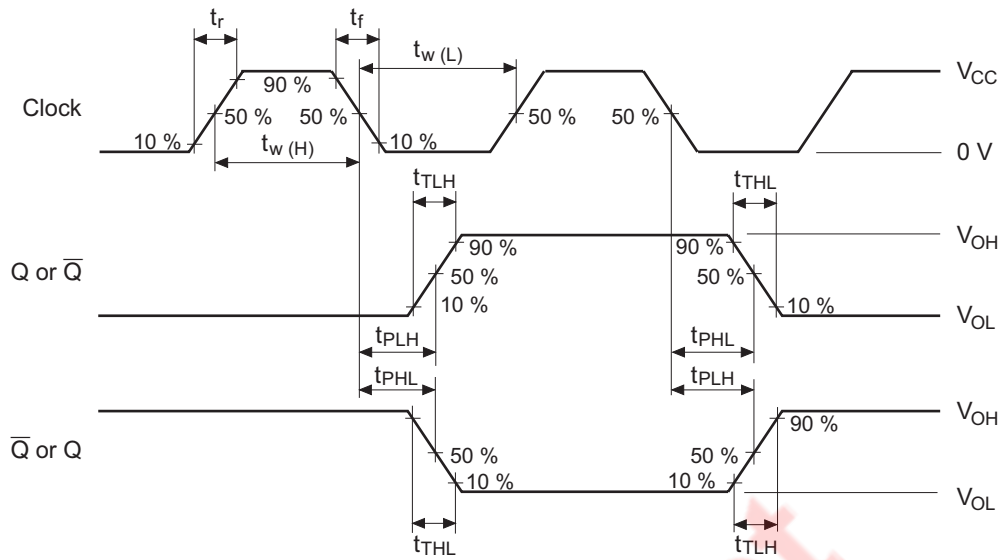 tr
tf
tw (L)
VCC
90 %
Clock
50 %
50 %
50 %
50 %
10 %
tw (H)
10 %
0 V
tTLH
tTHL
VOH
90 %
90 %
Q or Q̅
50 %
50 %
10 %
10 %
VOL
tPLH
tPHL
tPHL
tPLH
VOH
90 %
Q̅ or Q
50 %
50 %
10 %
10 %
VOL
tTHL
tTLH